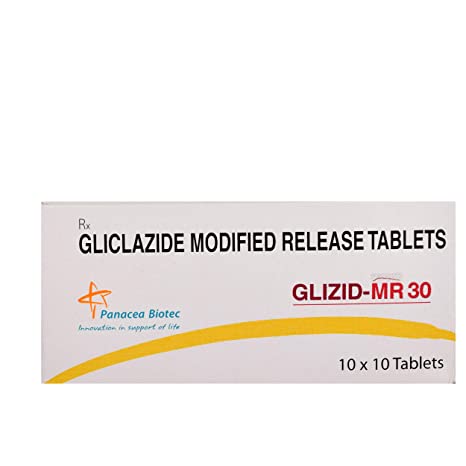 Rx
GLICLAZIDE MODIFIED RELEASE TABLETS
GLIZID-MR 30
Panacea Biotec
Innovation in support of life
10 x 10 Tablets